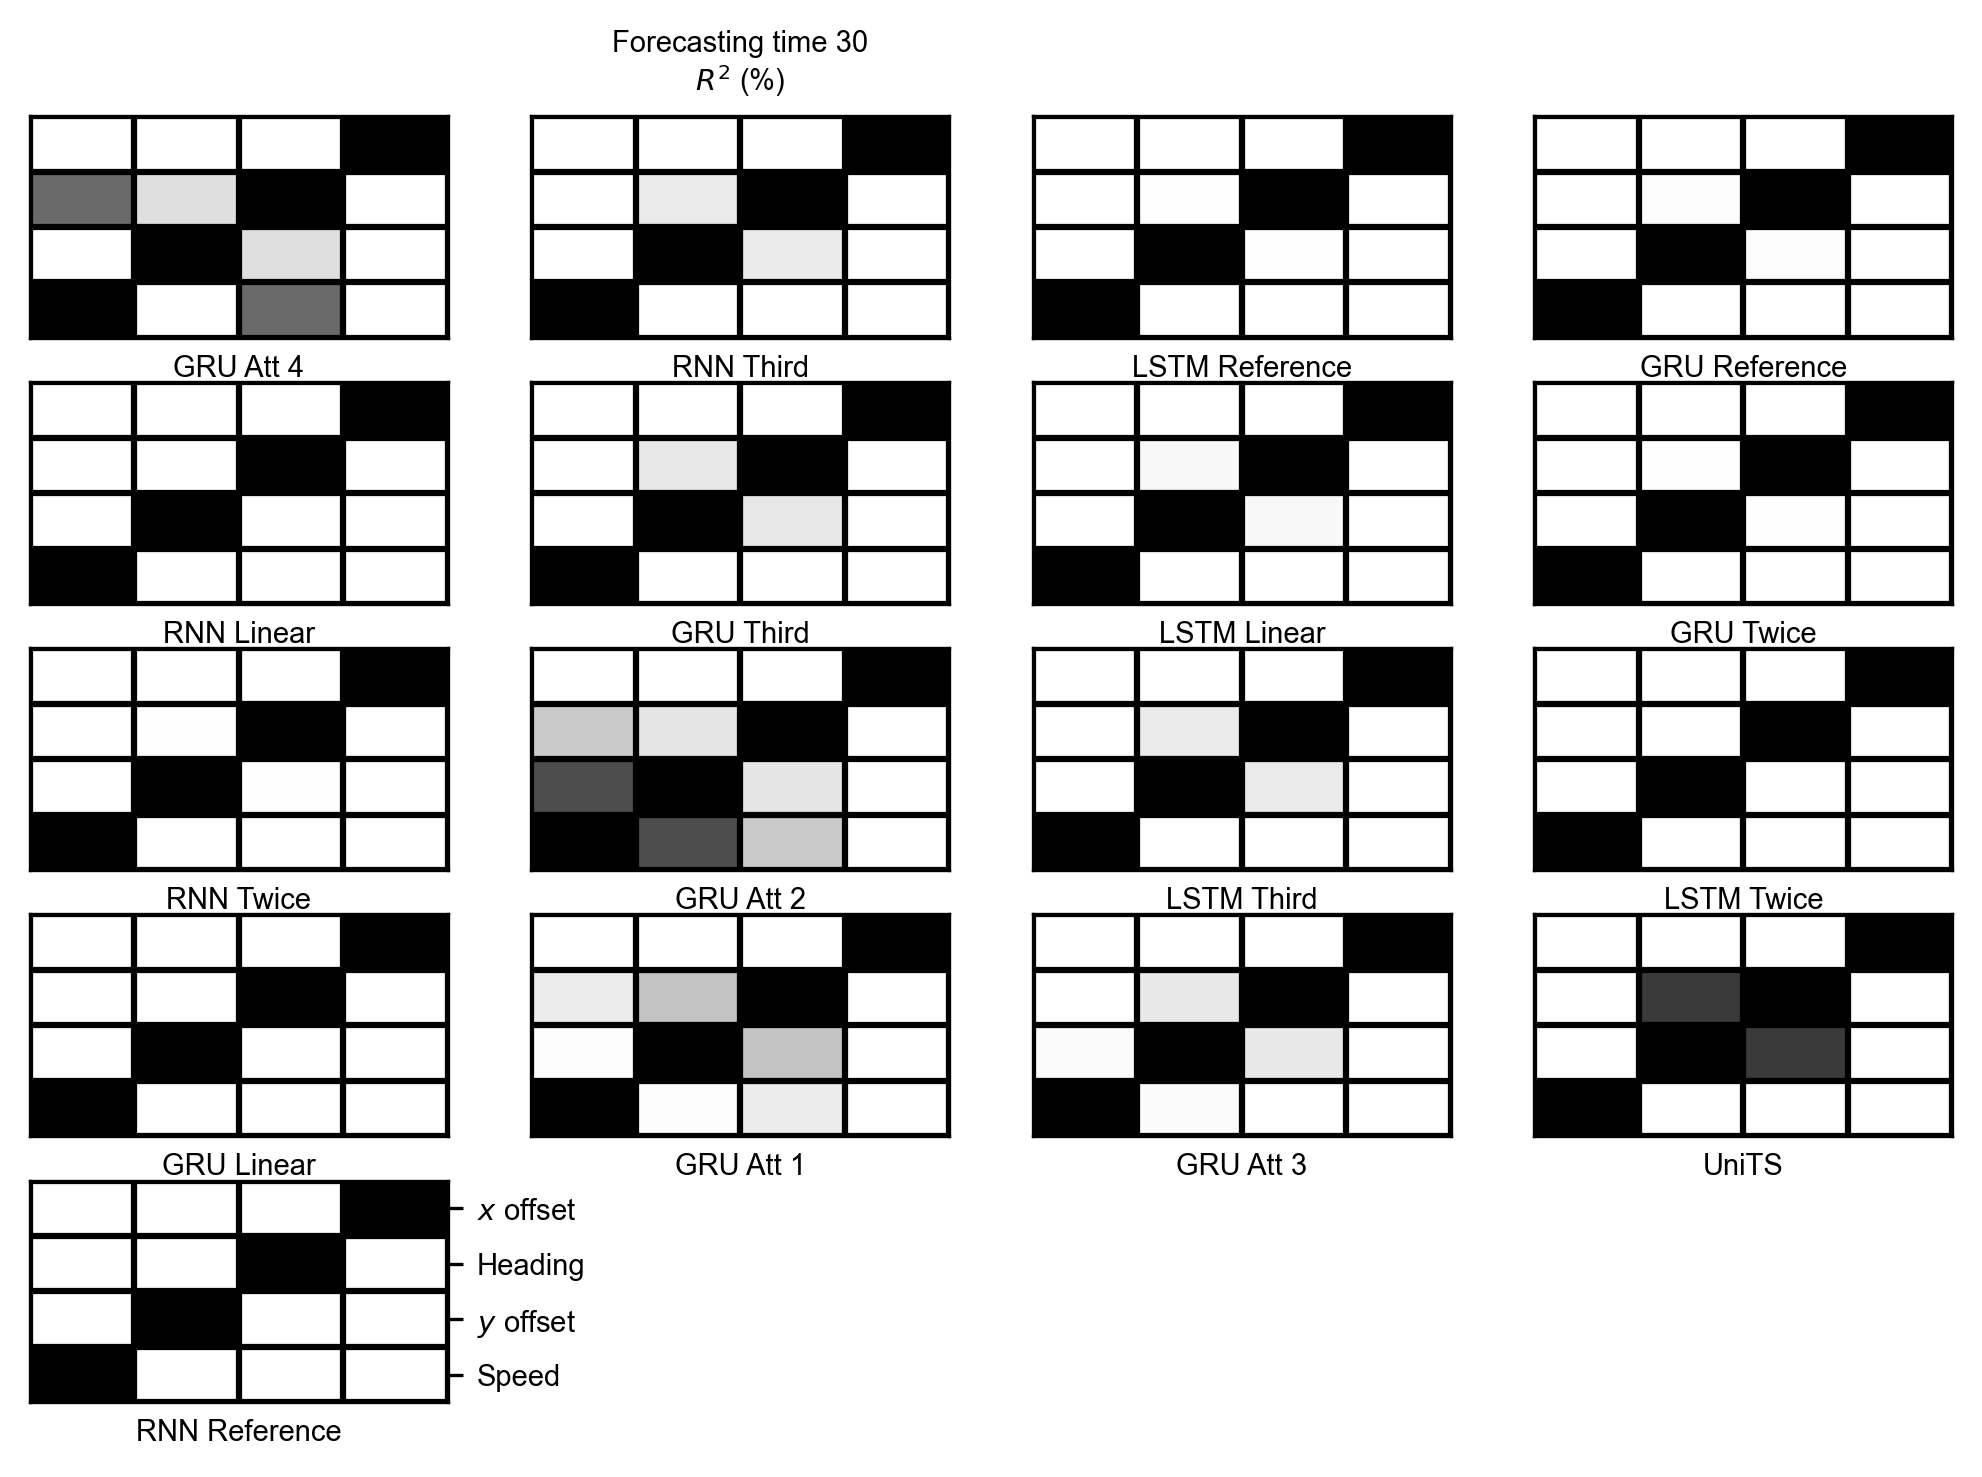 Forecasting time 30
R² (%)
GRU Att 4
RNN Third
LSTM Reference
GRU Reference
RNN Linear
GRU Third
LSTM Linear
GRU Twice
RNN Twice
GRU Att 2
LSTM Third
LSTM Twice
GRU Linear
GRU Att 1
GRU Att 3
UniTS
x offset
Heading
y offset
Speed
RNN Reference